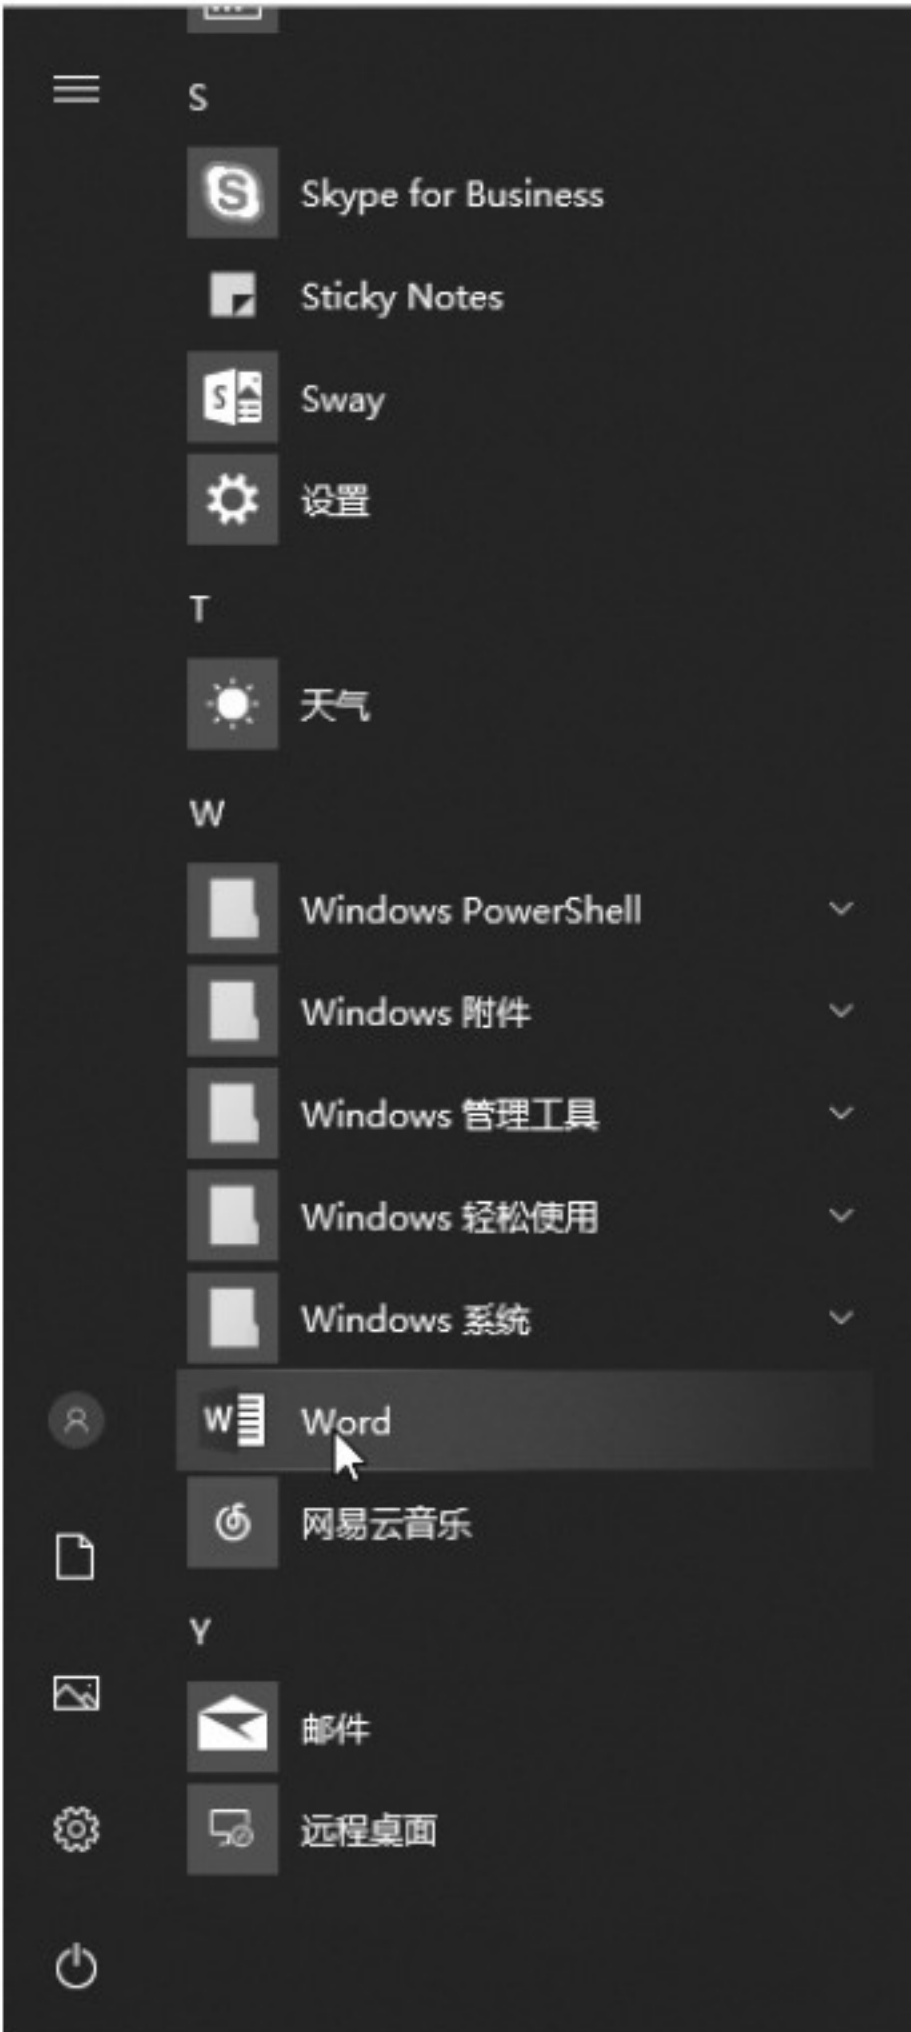 S
Skype for Business
Sticky Notes
Sway
设置
T
天气
W
Windows PowerShell
Windows 附件
Windows 管理工具
Windows 轻松使用
Windows 系统
Word
网易云音乐
Y
邮件
远程桌面